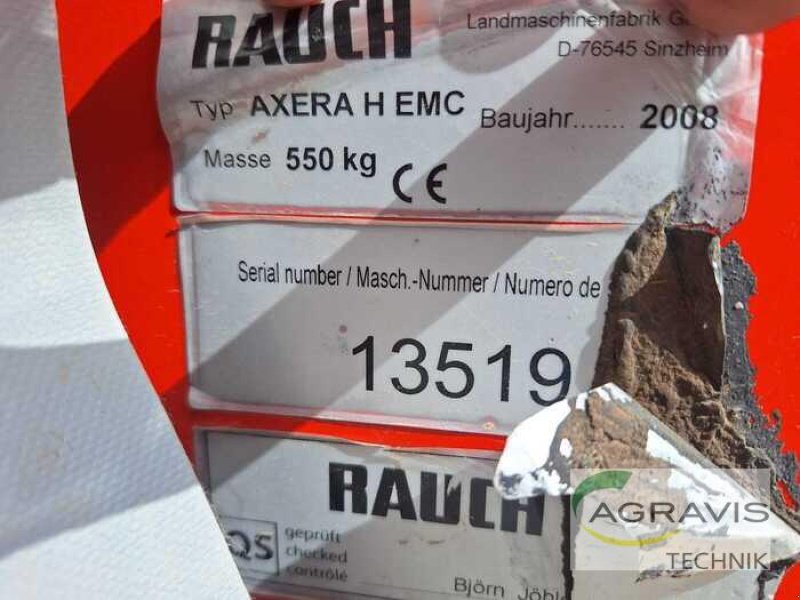 RAUCH
Landmaschinenfabrik
D-76545 Sinzheim
Typ AXERA H EMC Baujahr....... 2008
Masse 550 kg CE
Serial number / Masch.-Nummer / Numero de
13519
RAUCH
QS
geprüft
checked
contrôlé
Björn
AGRAVIS
TECHNIK